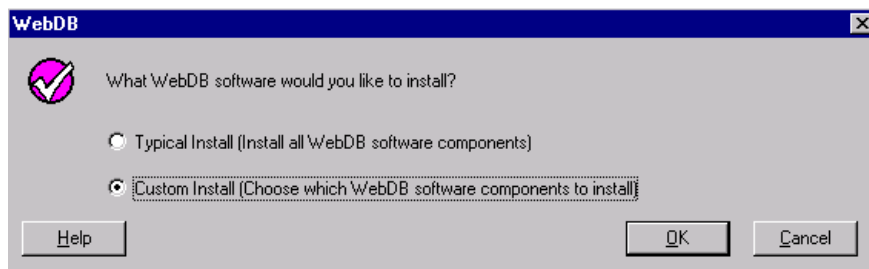 WebDB
What WebDB software would you like to install?
Typical Install (Install all WebDB software components)
Custom Install (Choose which WebDB software components to install)
Help OK Cancel